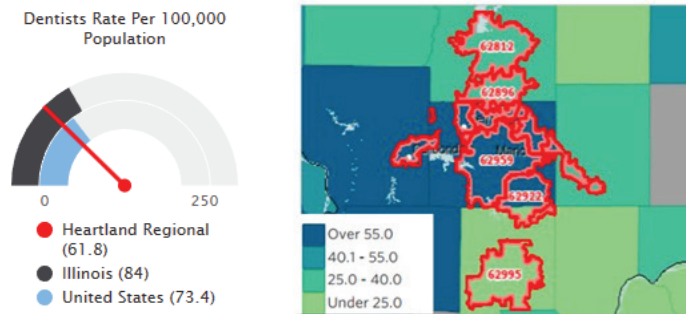 Dentists Rate Per 100,000
Population
0
250
Heartland Regional
(61.8)
Illinois (84)
United States (73.4)
62812
62896
62959
62922
62995
Over 55.0
40.1 - 55.0
25.0 - 40.0
Under 25.0